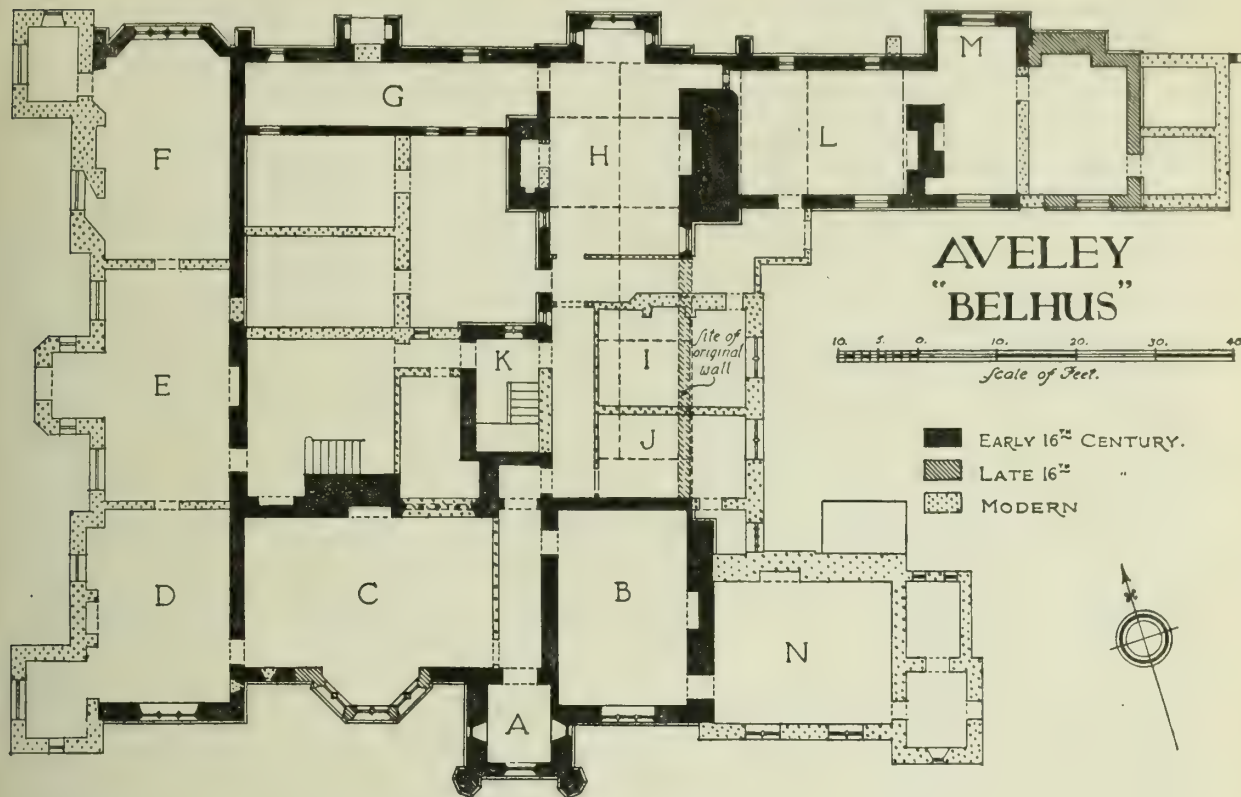 M
G
F
H
L
AVELEY
"BELHUS"
10. 5. 0. 10. 20. 30. 40
Scale of Feet.
Site of
original
wall
K
I
E
J
EARLY 16TH CENTURY.
LATE 16TH "
MODERN
D
C
B
N
A